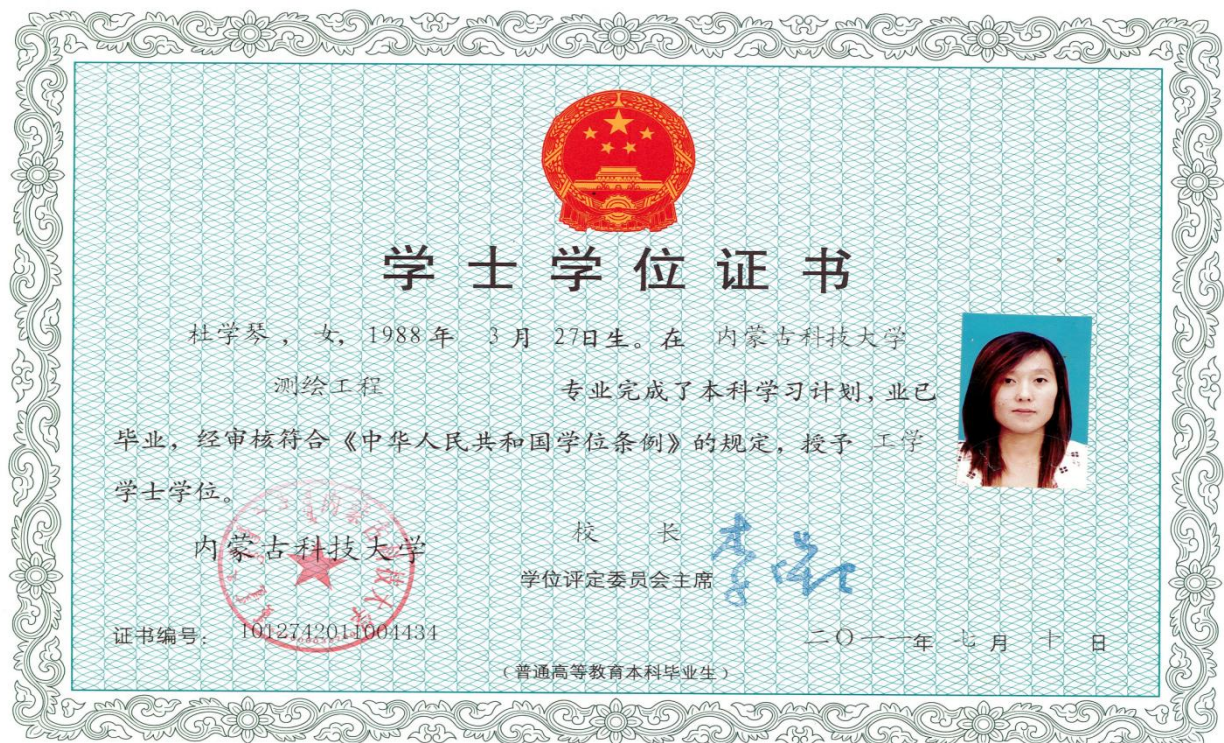 学士学位证书
杜学琴，女，1988年 3月 27日生。在 内蒙古科技大学
测绘工程 专业完成了本科学习计划，业已
毕业，经审核符合《中华人民共和国学位条例》的规定，授予 工学
学士学位。
内蒙古科技大学
校 长
学位评定委员会主席
证书编号： 1012742011004434
二〇一一年 七 月 十 日
（普通高等教育本科毕业生）